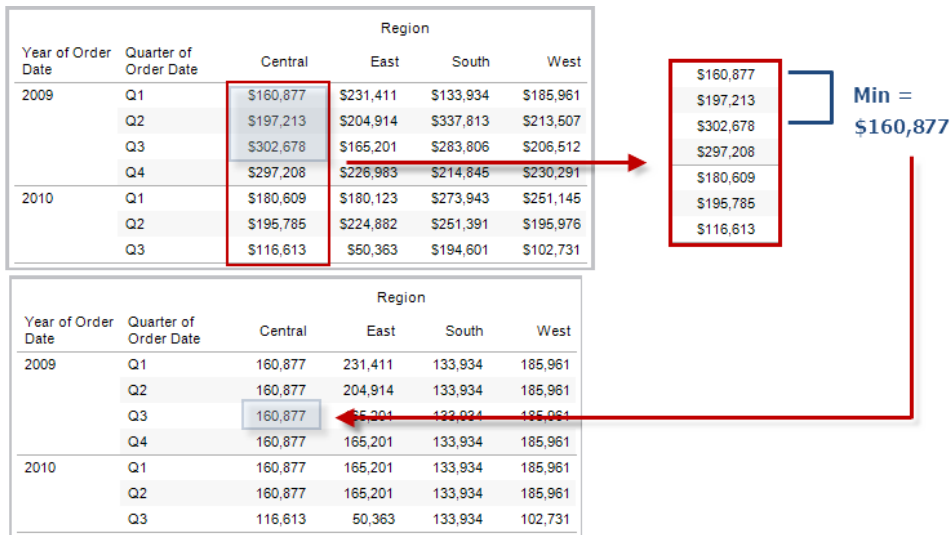 Region
Year of Order Date Quarter of Order Date Central East South West
2009 Q1 $160,877 $231,411 $133,934 $185,961
Q2 $197,213 $204,914 $337,813 $213,507
Q3 $302,678 $165,201 $283,806 $206,512
Q4 $297,208 $226,983 $214,845 $230,291
2010 Q1 $180,609 $180,123 $273,943 $251,145
Q2 $195,785 $224,882 $251,391 $195,976
Q3 $116,613 $50,363 $194,601 $102,731
$160,877
$197,213
$302,678
$297,208
$180,609
$195,785
$116,613
Min =
$160,877
Region
Year of Order Date Quarter of Order Date Central East South West
2009 Q1 160,877 231,411 133,934 185,961
Q2 160,877 204,914 133,934 185,961
Q3 160,877 165,201 133,934 185,961
Q4 160,877 165,201 133,934 185,961
2010 Q1 160,877 165,201 133,934 185,961
Q2 160,877 165,201 133,934 185,961
Q3 116,613 50,363 133,934 102,731